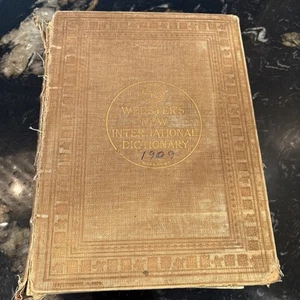 WEBSTER'S
NEW
INTERNATIONAL
DICTIONARY
1909